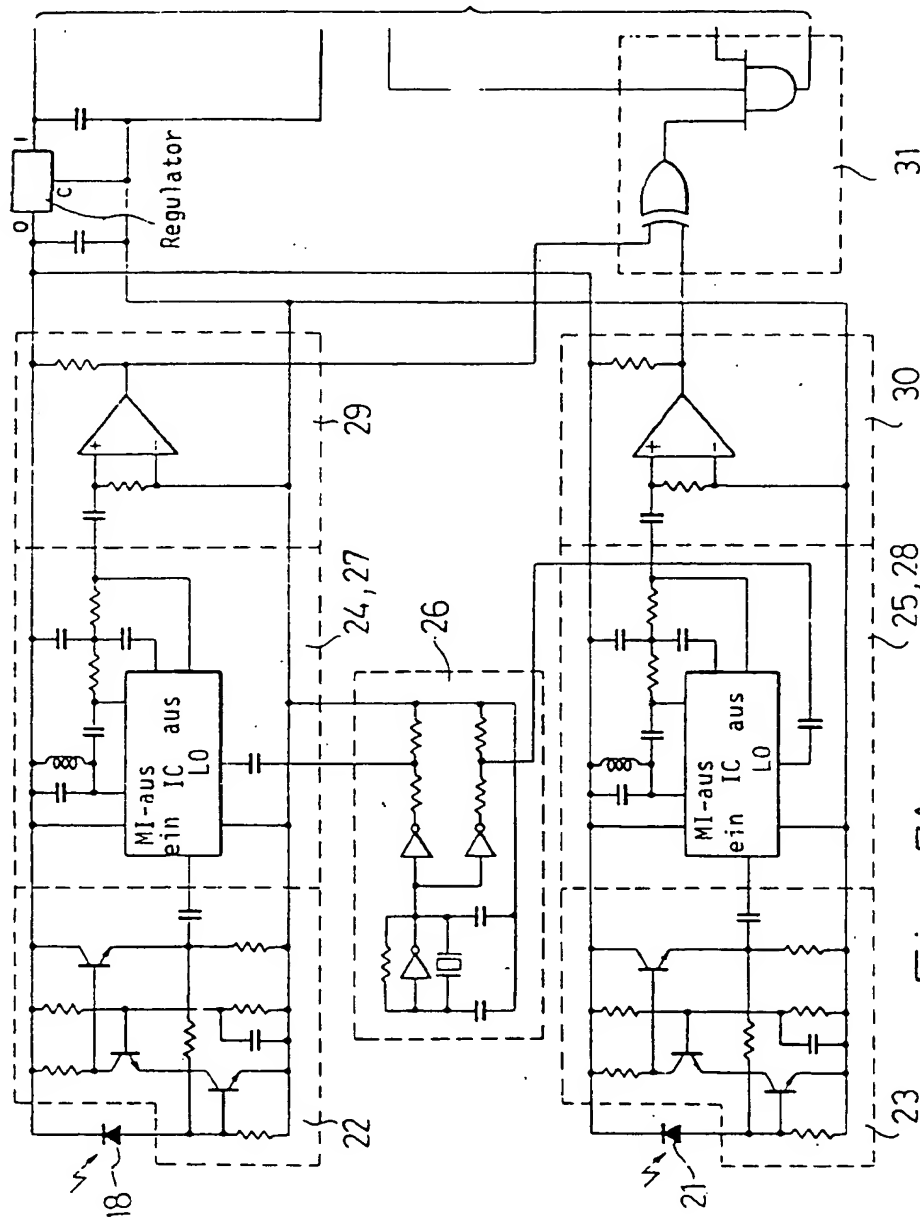 O
I
C
Regulator
31
+
-
29
24, 27
MI-aus
ein IC aus
LO
22
18
26
+
-
30
25, 28
MI-aus
ein IC aus
LO
23
21